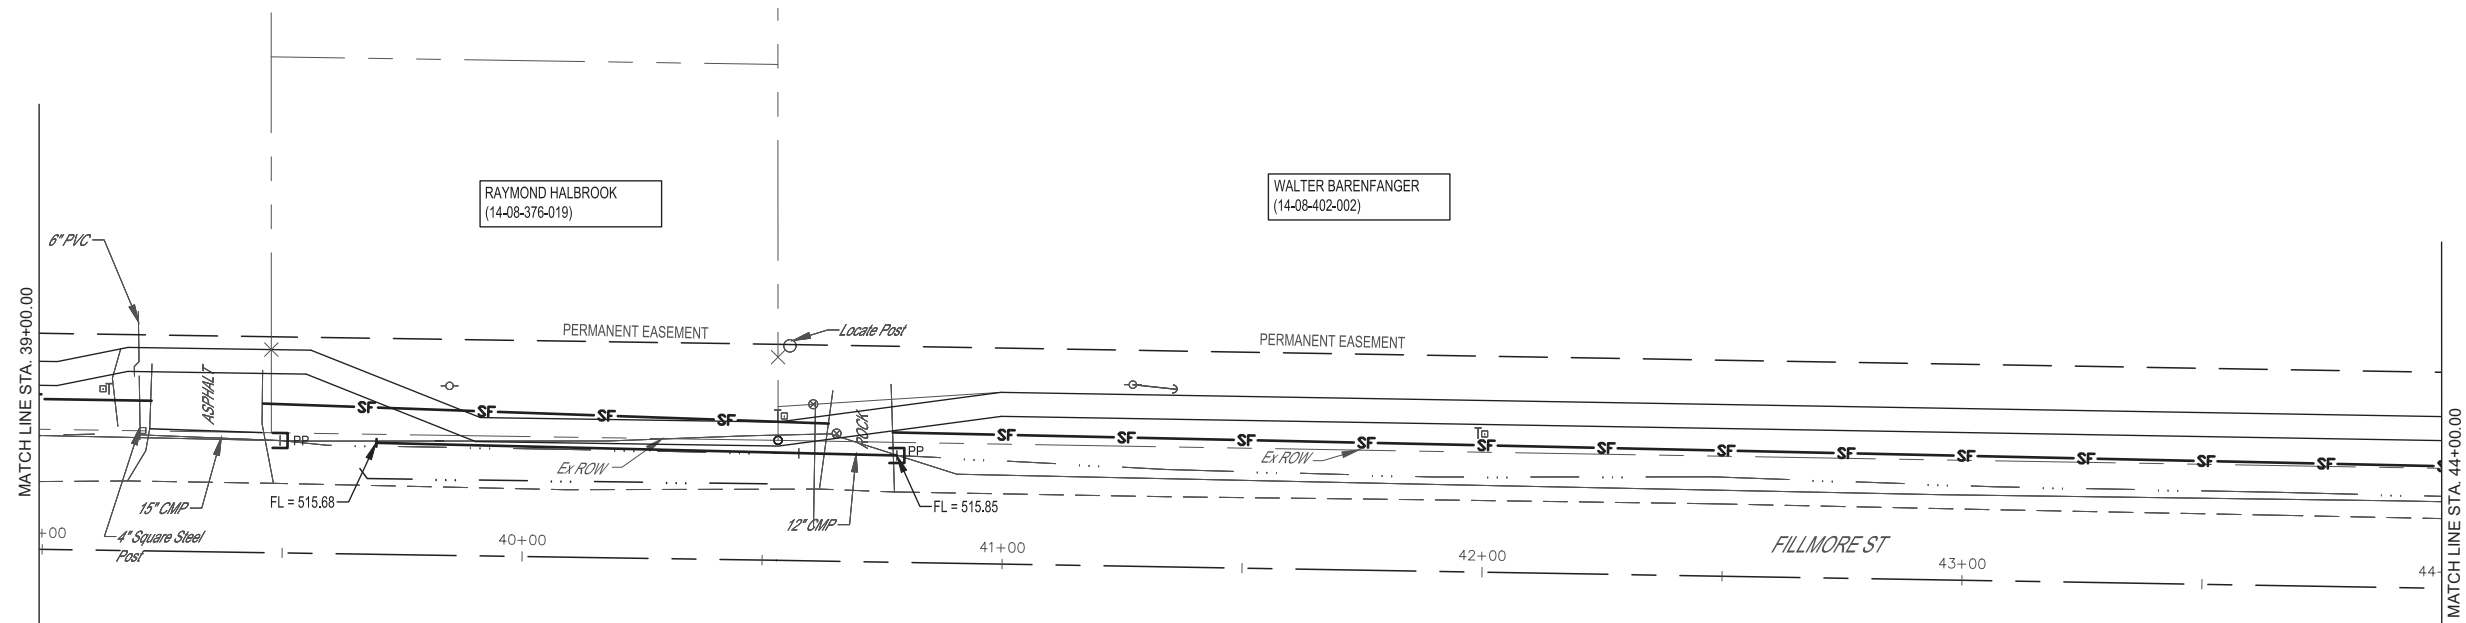 RAYMOND HALBROOK
(14-08-376-019)
WALTER BARENFANGER
(14-08-402-002)
6" PVC
MATCH LINE STA. 39+00.00
PERMANENT EASEMENT
Locate Post
PERMANENT EASEMENT
T
ASPHALT
SF SF SF SF
T
ROCK
SF SF SF SF SF SF SF SF SF SF SF SF S
T
PP
PP
Ex ROW
Ex ROW
FL = 515.68
15" CMP
12" CMP
FL = 515.85
4" Square Steel
Post
+00
40+00
41+00
42+00
43+00
44
FILLMORE ST
MATCH LINE STA. 44+00.00